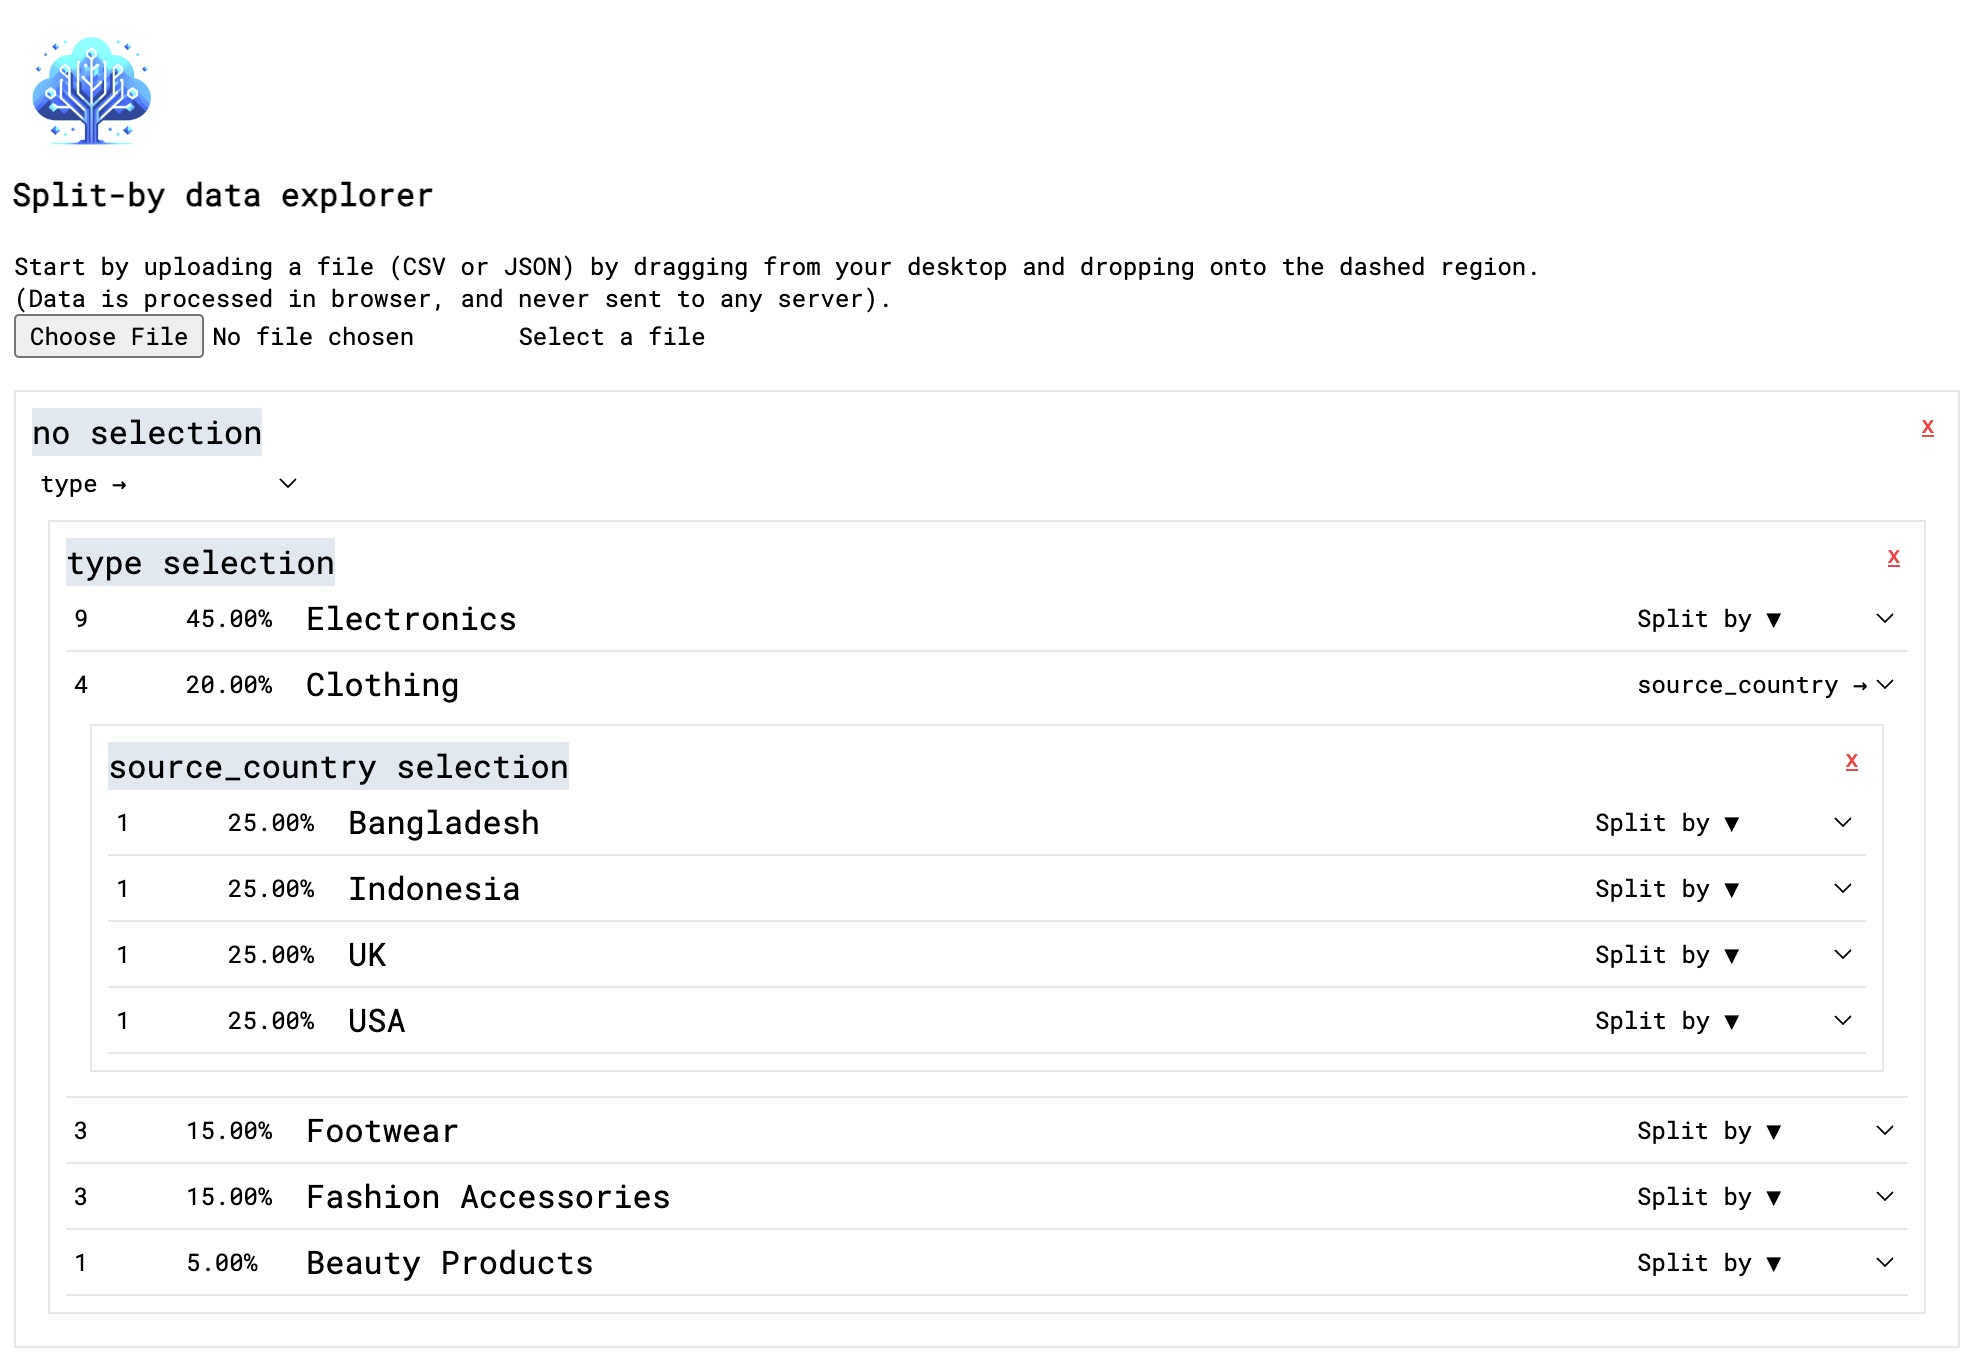 Split-by data explorer
Start by uploading a file (CSV or JSON) by dragging from your desktop and dropping onto the dashed region.
(Data is processed in browser, and never sent to any server).
Choose File No file chosen Select a file
no selection x
type →
type selection x
9 45.00% Electronics Split by ▼
4 20.00% Clothing source_country →
source_country selection x
1 25.00% Bangladesh Split by ▼
1 25.00% Indonesia Split by ▼
1 25.00% UK Split by ▼
1 25.00% USA Split by ▼
3 15.00% Footwear Split by ▼
3 15.00% Fashion Accessories Split by ▼
1 5.00% Beauty Products Split by ▼